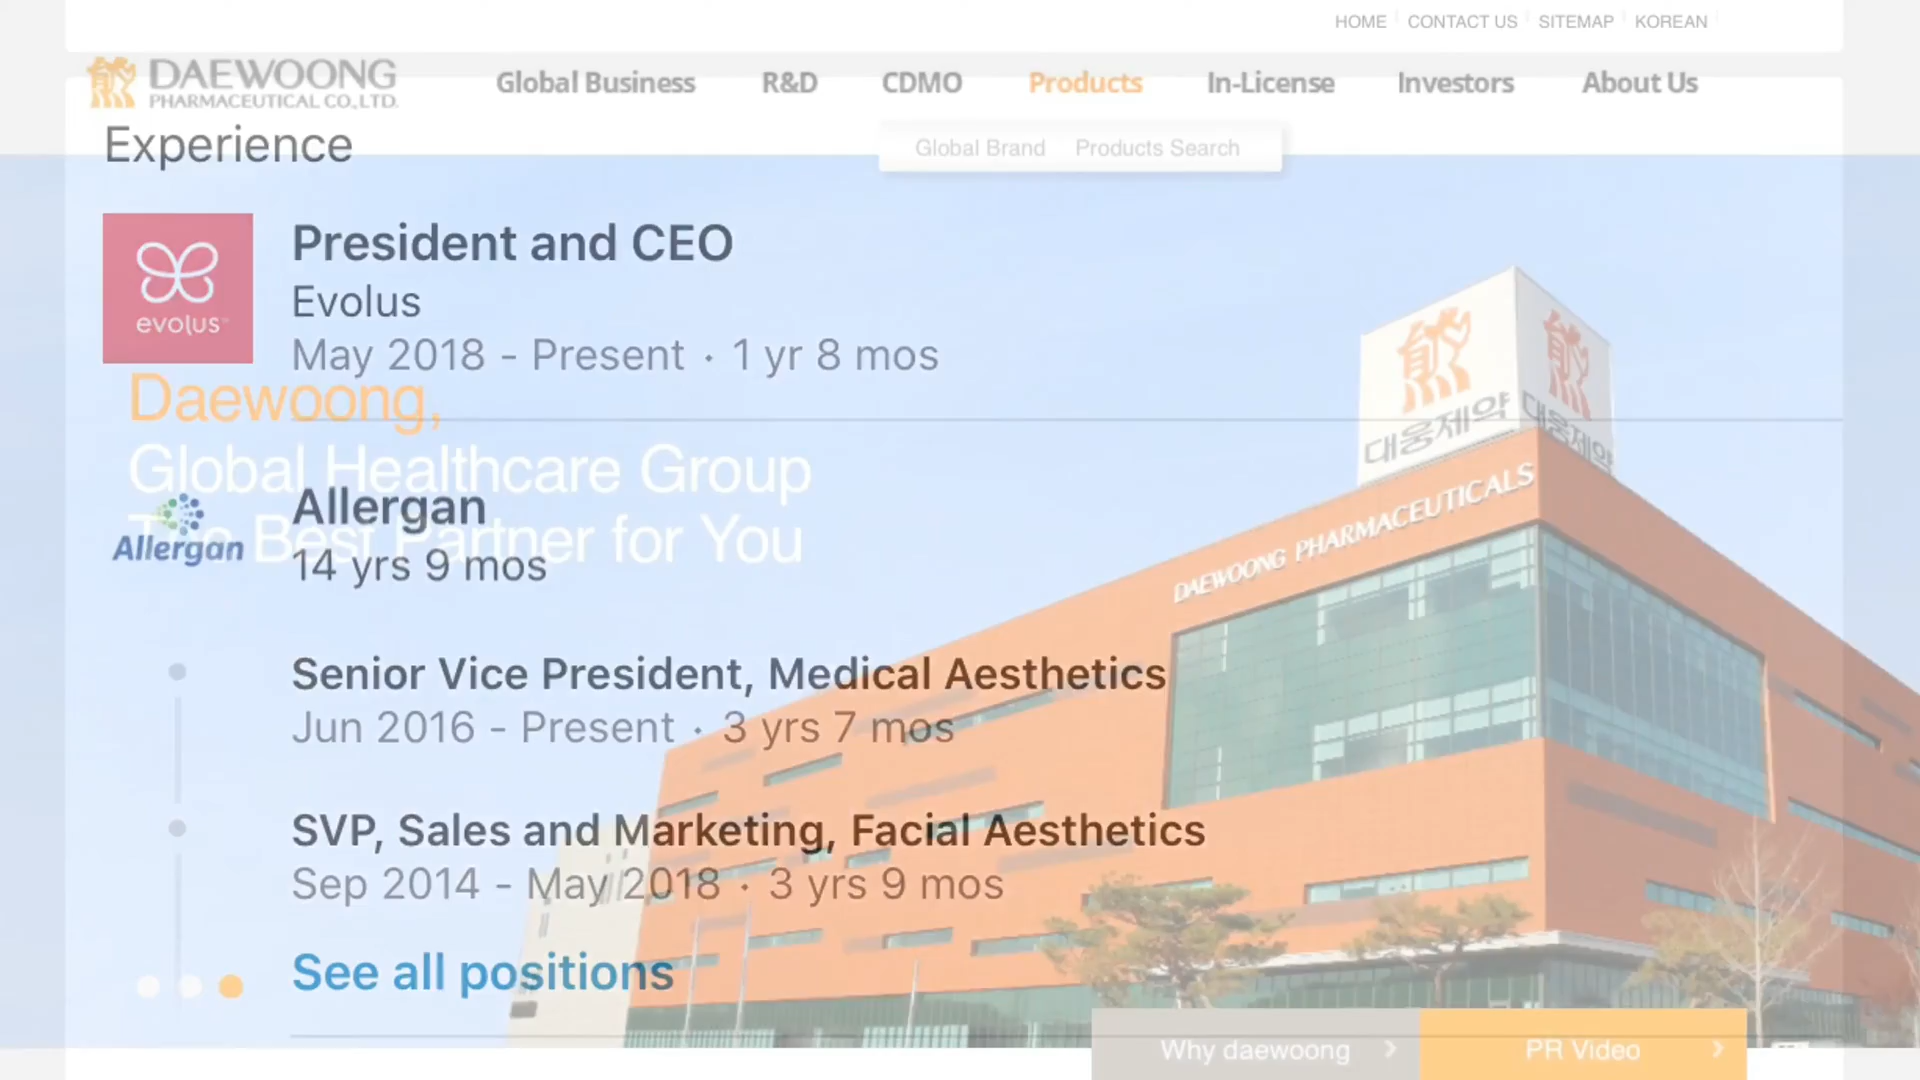 HOME CONTACT US SITEMAP KOREAN
DAEWOONG
PHARMACEUTICAL CO.,LTD.
Global Business R&D CDMO Products In-License Investors About Us
Global Brand Products Search
Experience
evolus
President and CEO
Evolus
May 2018 - Present · 1 yr 8 mos
Daewoong,
Global Healthcare Group
The Best Partner for You
Allergan
Allergan
14 yrs 9 mos
Senior Vice President, Medical Aesthetics
Jun 2016 - Present · 3 yrs 7 mos
SVP, Sales and Marketing, Facial Aesthetics
Sep 2014 - May 2018 · 3 yrs 9 mos
See all positions
대웅제약
대웅제약
DAEWOONG PHARMACEUTICALS
Why daewoong
PR Video